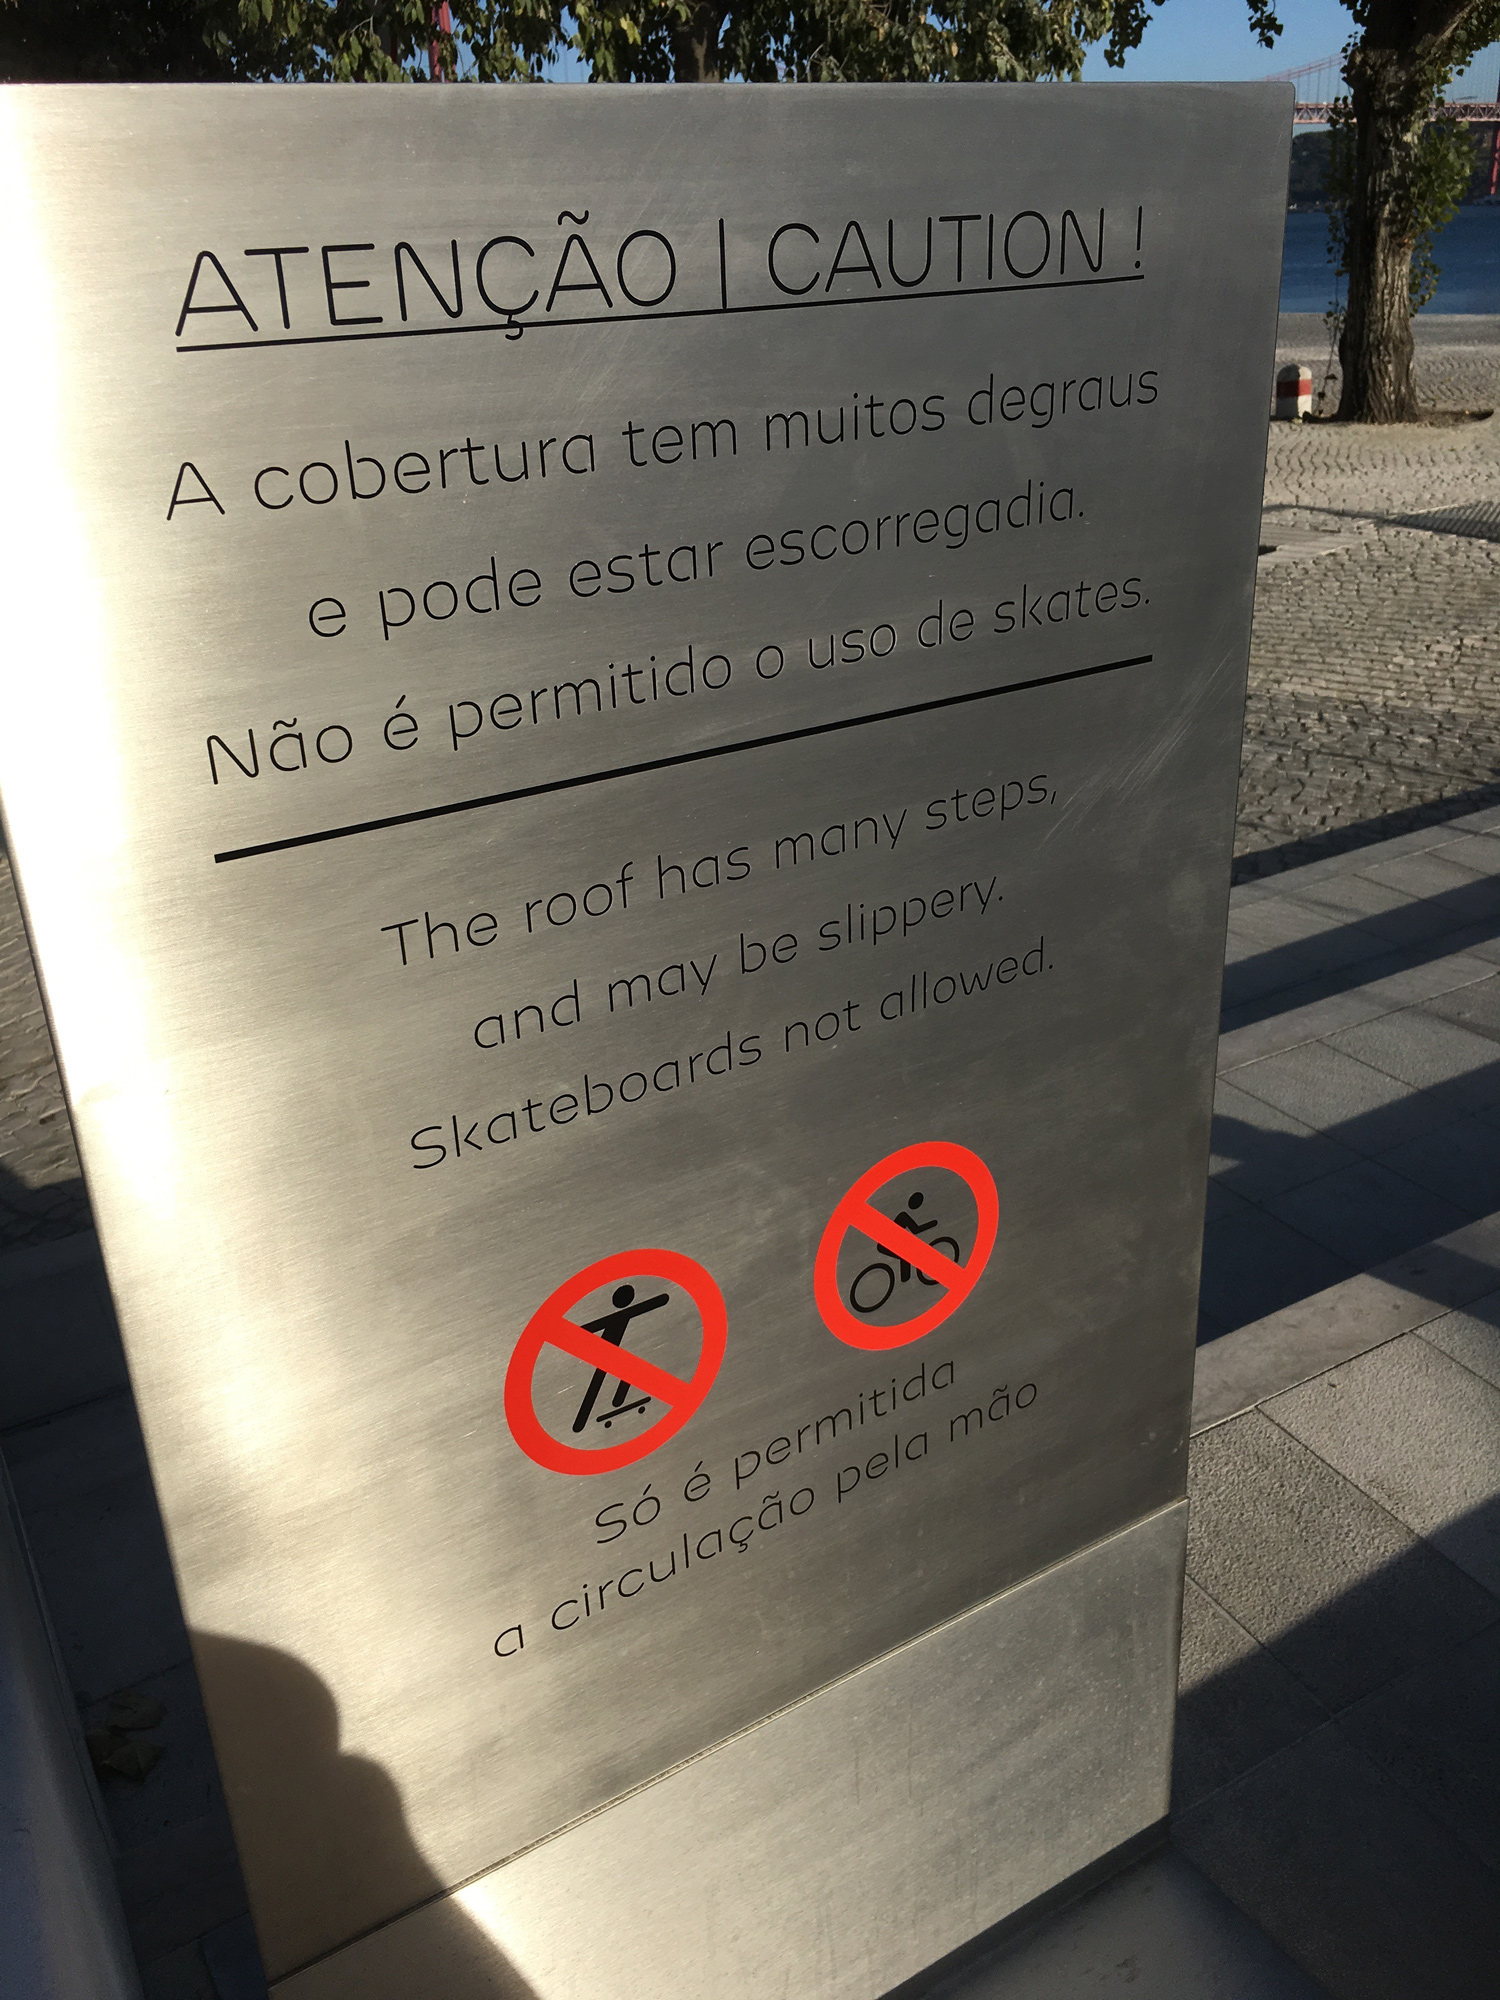 ATENÇÃO | CAUTION !
A cobertura tem muitos degraus
e pode estar escorregadia.
Não é permitido o uso de skates.
The roof has many steps,
and may be slippery.
Skateboards not allowed.
Só é permitida
a circulação pela mão